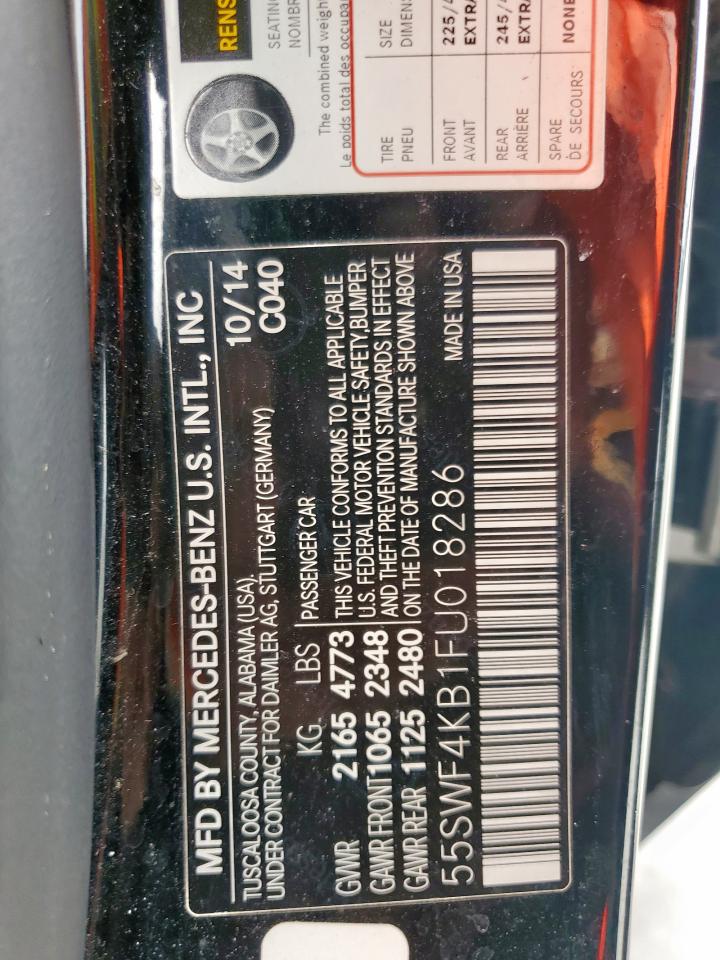 MFD BY MERCEDES-BENZ U.S. INTL., INC
TUSCALOOSA COUNTY, ALABAMA (USA),
10/14
UNDER CONTRACT FOR DAIMLER AG, STUTTGART (GERMANY)
C040
KG LBS
PASSENGER CAR
GVWR 2165 4773
THIS VEHICLE CONFORMS TO ALL APPLICABLE
GAWR FRONT 1065 2348
U.S. FEDERAL MOTOR VEHICLE SAFETY, BUMPER
GAWR REAR 1125 2480
AND THEFT PREVENTION STANDARDS IN EFFECT
ON THE DATE OF MANUFACTURE SHOWN ABOVE
55SWF4KB1FU018286
MADE IN USA
RENS
SEATING
NOMBR
The combined weight
Le poids total des occupa
TIRE SIZE
PNEU DIMENS
FRONT 225/4
AVANT EXTRA
REAR 245/4
ARRIÈRE EXTRA
SPARE NONE
DE SECOURS